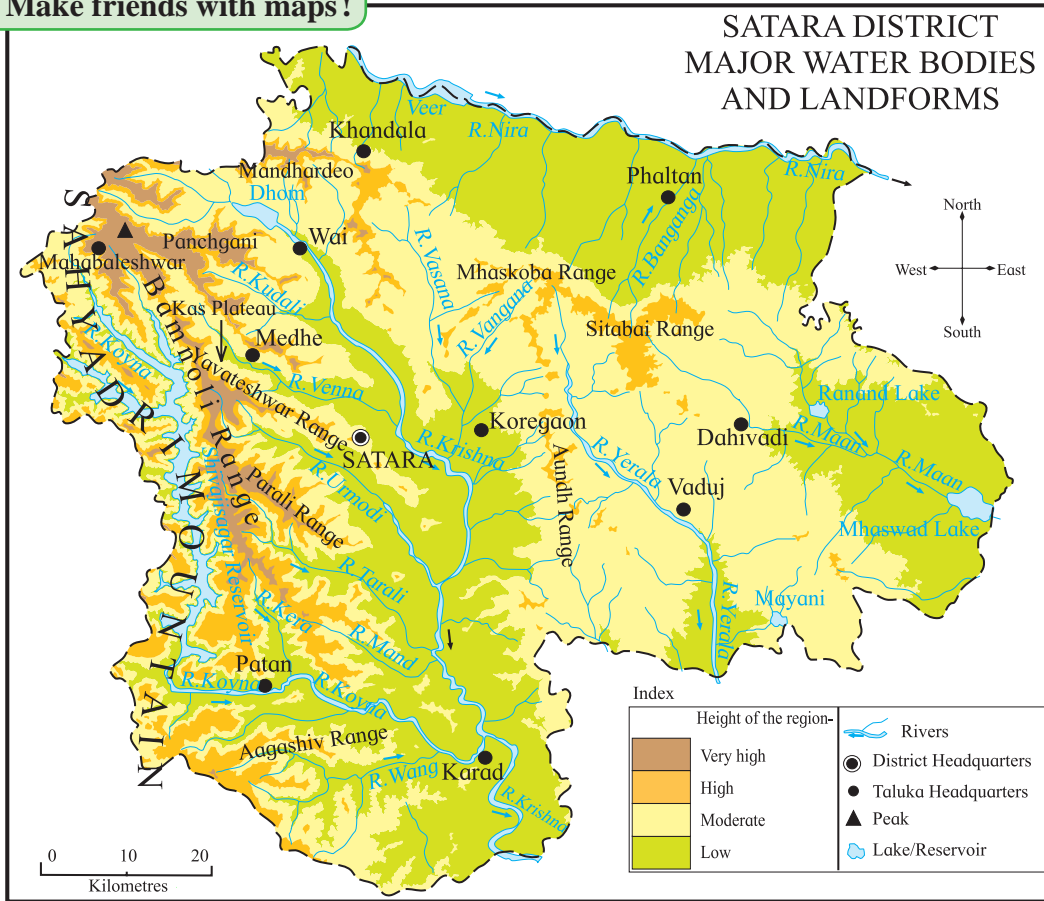 Make friends with maps!
SATARA DISTRICT
MAJOR WATER BODIES
AND LANDFORMS
Veer
R.Nira
R.Nira
Khandala
Mandhardeo
Dhom
Phaltan
R.Banganga
North
West
East
South
Wai
Panchgani
Mahabaleshwar
R.Kudali
R.Vasana
Mhaskoba Range
R.Vangana
Sitabai Range
Kas Plateau
Medhe
R.Venna
Yavateshwar Range
Bamnoli Range
SAHYADRI MOUNTAIN
R.Koyna
SATARA
R.Krishna
Koregaon
Ranand Lake
Dahivadi
R.Maan
R.Maan
Mhaswad Lake
R.Yerala
Vaduj
Aundh Range
R.Urmodi
Parali Range
Shivajisagar Reservoir
R.Tarali
R.Kera
R.Mand
Mayani
R.Yerala
Patan
R.Koyna
R.Koyna
Aagashiv Range
R.Wang
Karad
R.Krishna
0 10 20
Kilometres
Index
Height of the region-
Very high
High
Moderate
Low
Rivers
District Headquarters
Taluka Headquarters
Peak
Lake/Reservoir